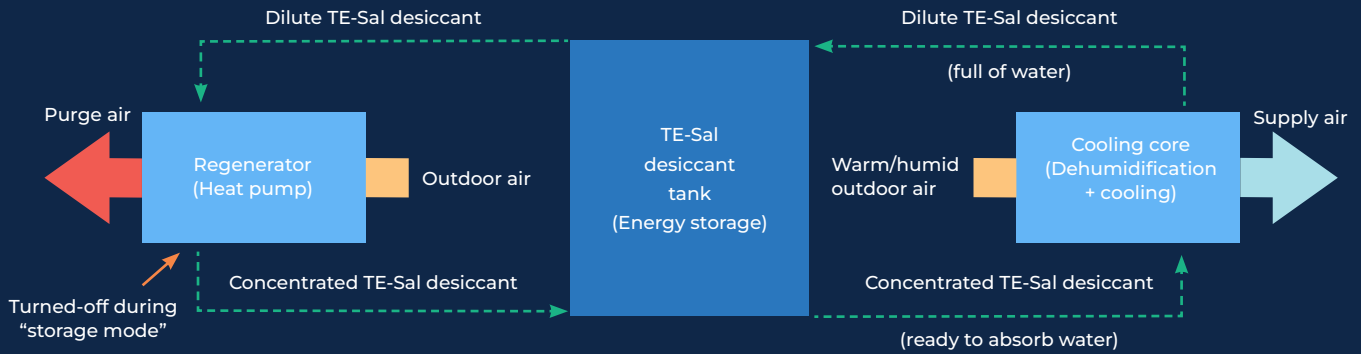 Dilute TE-Sal desiccant
Dilute TE-Sal desiccant
(full of water)
Purge air
Regenerator
(Heat pump)
Outdoor air
TE-Sal
desiccant
tank
(Energy storage)
Warm/humid
outdoor air
Cooling core
(Dehumidification
+ cooling)
Supply air
Turned-off during
“storage mode”
Concentrated TE-Sal desiccant
Concentrated TE-Sal desiccant
(ready to absorb water)